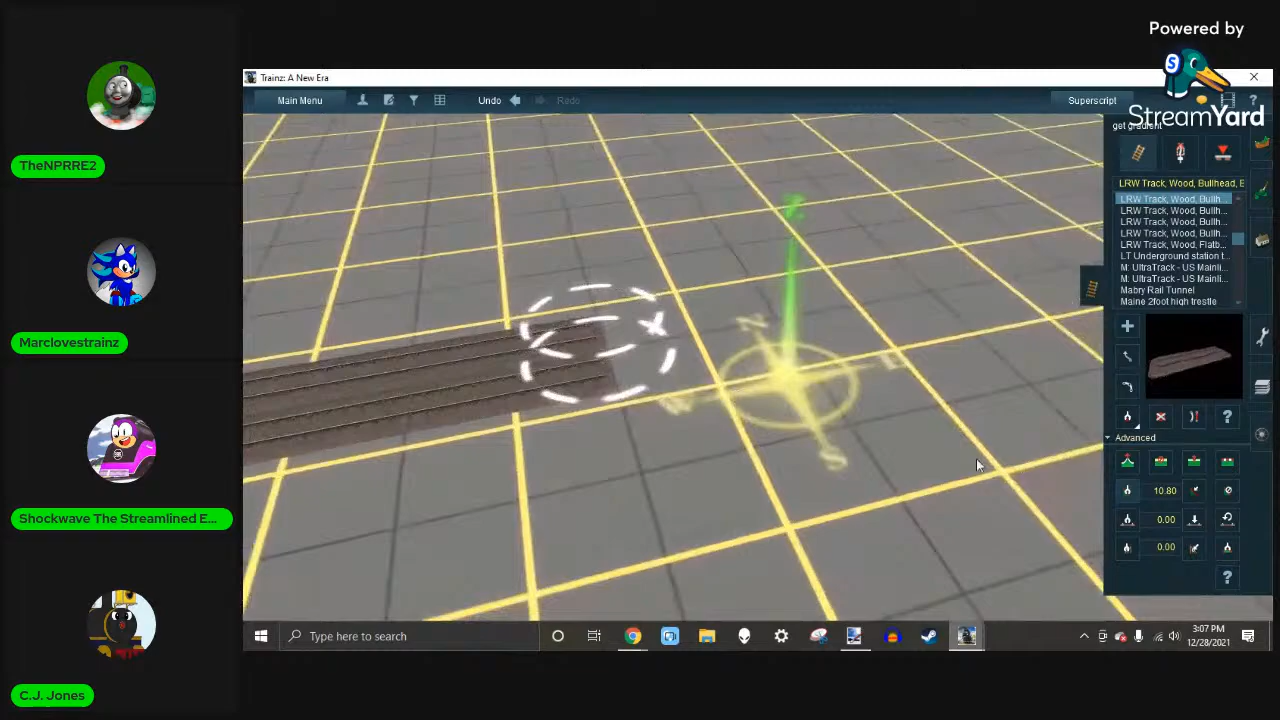 Powered by
StreamYard
TheNPRRE2
Marclovestrainz
Shockwave The Streamlined E...
C.J. Jones
Trainz: A New Era
Main Menu
Undo
Redo
Superscript
?
get gradient
LRW Track, Wood, Bullhead, E
LRW Track, Wood, Bullh...
LRW Track, Wood, Bullh...
LRW Track, Wood, Bullh...
LRW Track, Wood, Bullh...
LRW Track, Wood, Flatb...
LT Underground station t...
M: UltraTrack - US Mainli...
M: UltraTrack - US Mainli...
Mabry Rail Tunnel
Maine 2foot high trestle
?
Advanced
10.80
0.00
0.00
?
Z
N
E
W
S
Type here to search
3:07 PM
12/28/2021